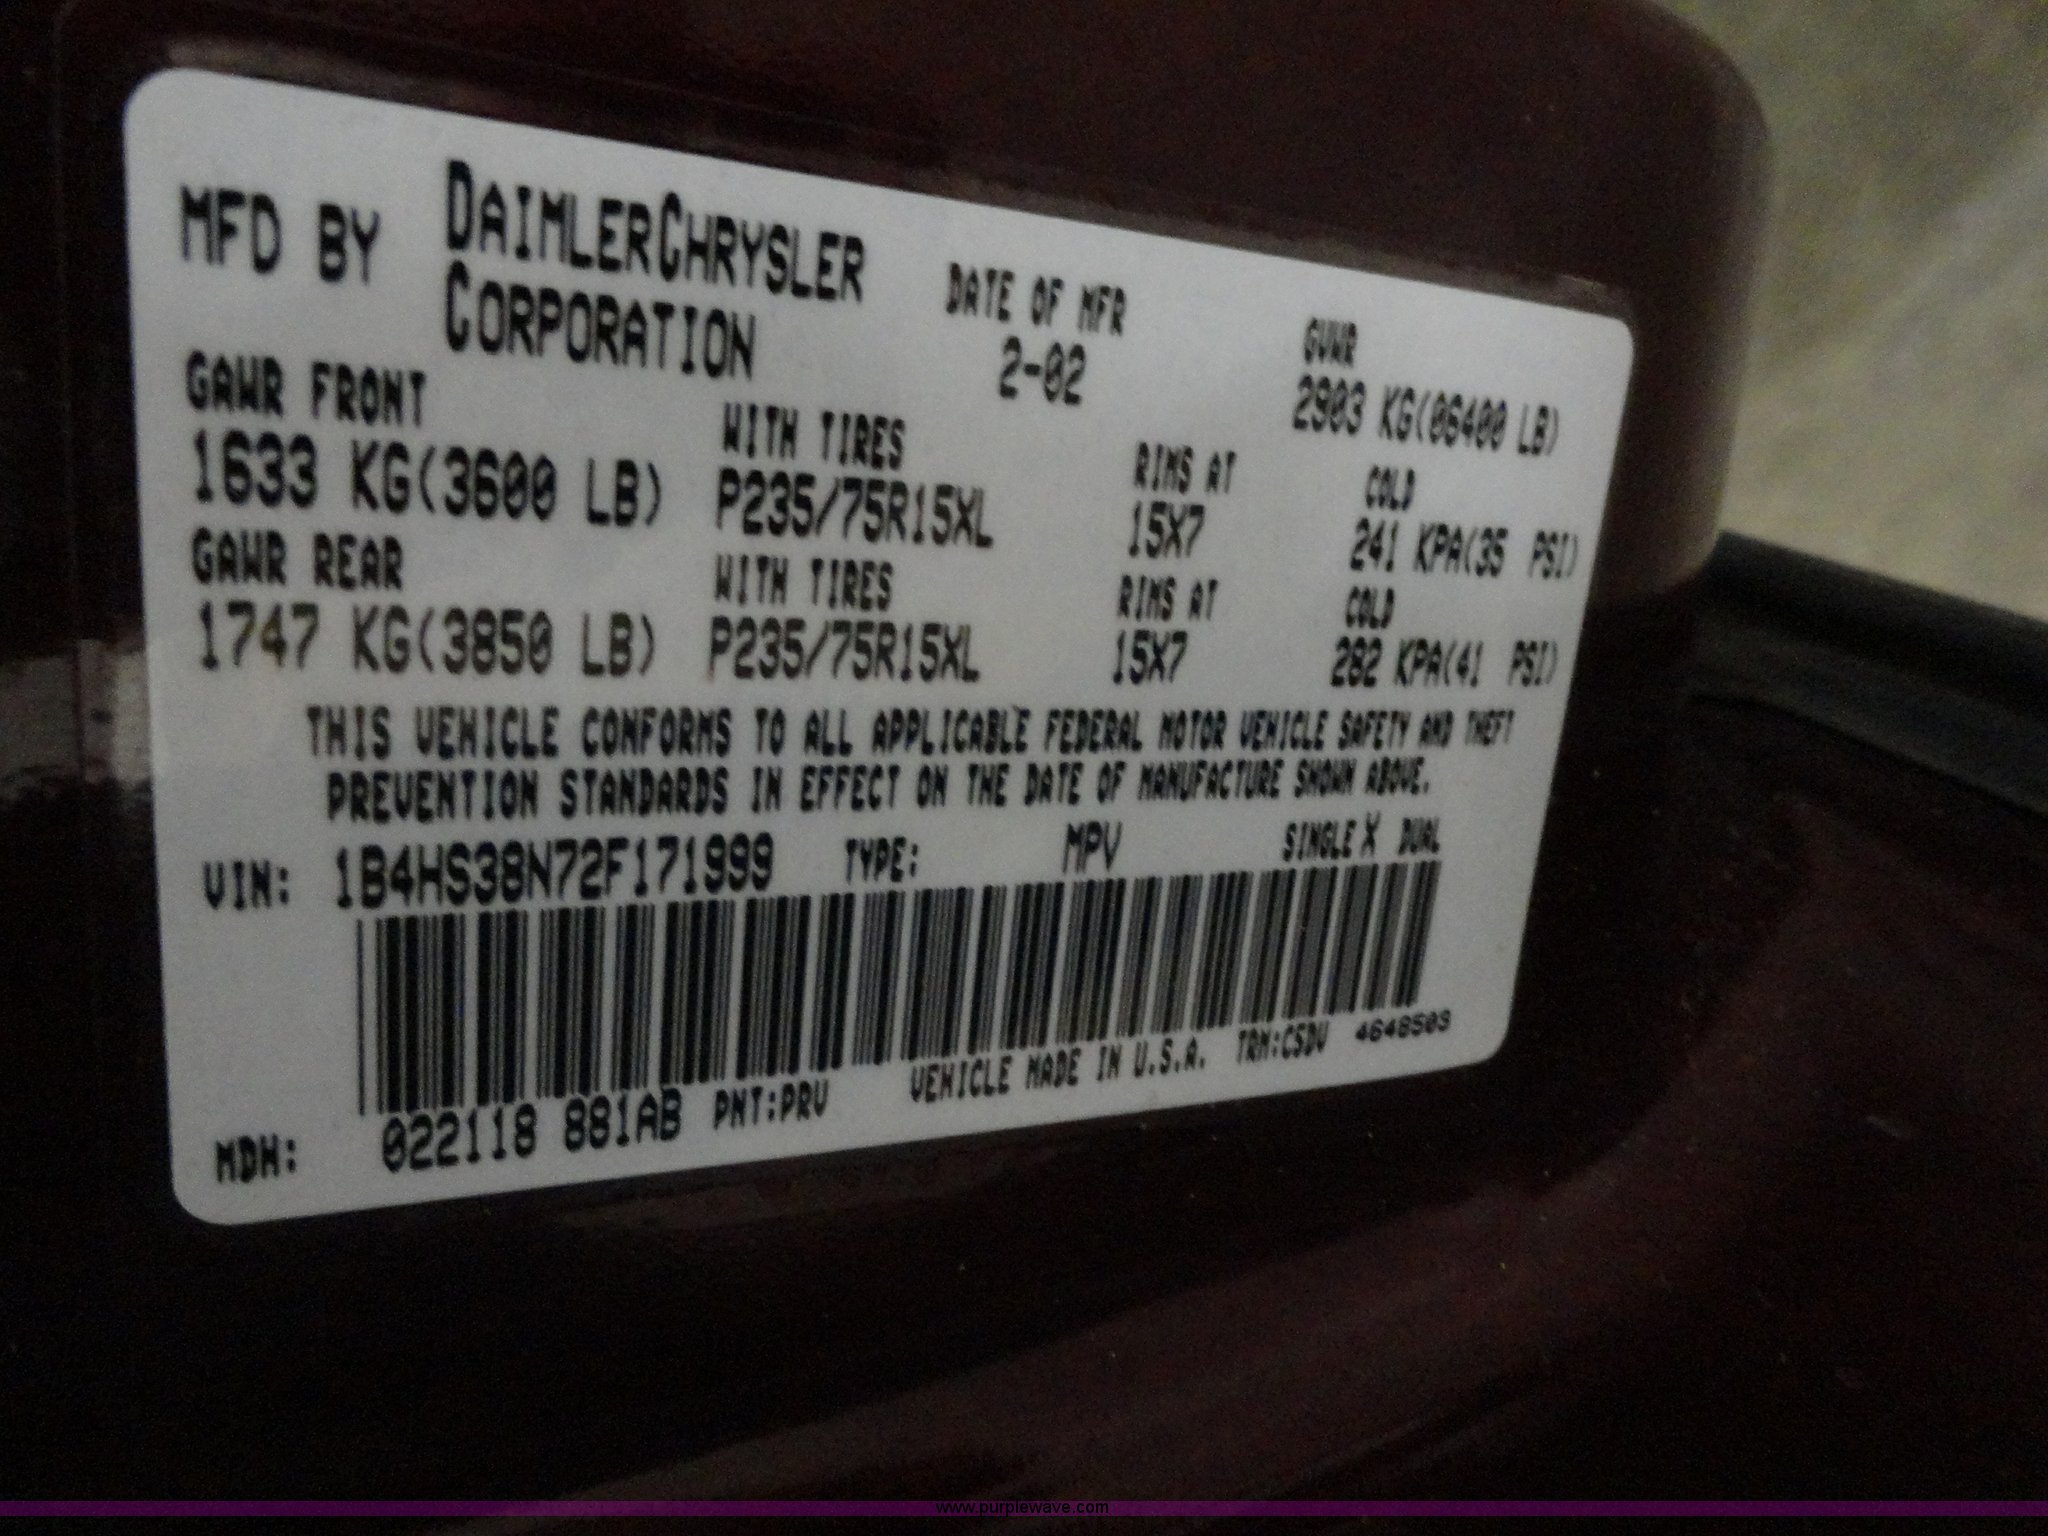 MFD BY DAIMLERCHRYSLER CORPORATION
DATE OF MFR 2-02
GVWR 2903 KG(06400 LB)
GAWR FRONT WITH TIRES RIMS AT COLD
1633 KG(3600 LB) P235/75R15XL 15X7 241 KPA(35 PSI)
GAWR REAR WITH TIRES RIMS AT COLD
1747 KG(3850 LB) P235/75R15XL 15X7 282 KPA(41 PSI)
THIS VEHICLE CONFORMS TO ALL APPLICABLE FEDERAL MOTOR VEHICLE SAFETY AND THEFT
PREVENTION STANDARDS IN EFFECT ON THE DATE OF MANUFACTURE SHOWN ABOVE.
VIN: 1B4HS38N72F171999 TYPE: MPV SINGLE X DUAL
MDH: 022118 881AB PNT:PRV VEHICLE MADE IN U.S.A. TRM:C5DV 4648503
www.purplewave.com